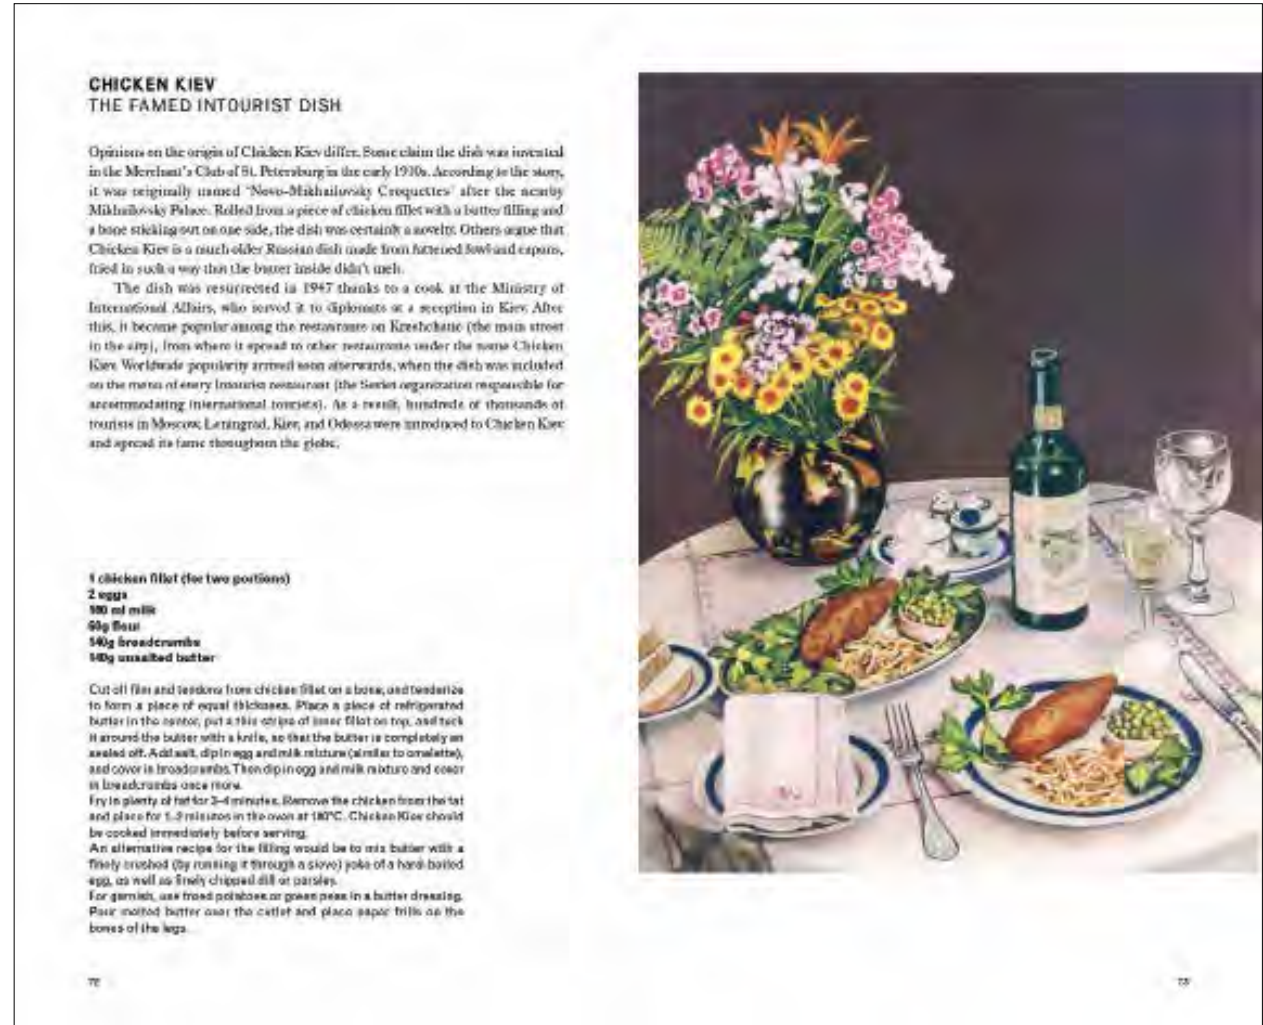 CHICKEN KIEV
THE FAMED INTOURIST DISH
Opinions on the origin of Chicken Kiev differ. Some claim the dish was invented
in the Merchant's Club of St. Petersburg in the early 1910s. According to the story,
it was originally named 'Novo-Mikhailovsky Croquettes' after the nearby
Mikhailovsky Palace. Rolled from a piece of chicken fillet with a butter filling and
a bone sticking out on one side, the dish was certainly a novelty. Others argue that
Chicken Kiev is a much older Russian dish made from fattened fowl and capons,
fried in such a way that the butter inside didn't melt.
The dish was resurrected in 1947 thanks to a cook at the Ministry of
International Affairs, who served it to diplomats at a reception in Kiev. After
this, it became popular among the restaurants on Kreshchatic (the main street
in the city), from where it spread to other restaurants under the name Chicken
Kiev. Worldwide popularity arrived soon afterwards, when the dish was included
on the menu of every Intourist restaurant (the Soviet organization responsible for
accommodating international tourists). As a result, hundreds of thousands of
tourists in Moscow, Leningrad, Kiev, and Odessa were introduced to Chicken Kiev
and spread its fame throughout the globe.
1 chicken fillet (for two portions)
2 eggs
ml milk
flour
140g breadcrumbs
140g unsalted butter
Cut off film and tendons from chicken fillet on a bone, and tenderize
to form a piece of equal thickness. Place a piece of refrigerated
butter in the center, put a thin stripe of inner fillet on top, and tuck
it around the butter with a knife, so that the butter is completely
sealed off. Add salt, dip in egg and milk mixture (similar to omelette),
and cover in breadcrumbs. Then dip in egg and milk mixture and cover
in breadcrumbs once more.
Fry in plenty of fat for 3–4 minutes. Remove the chicken from the fat
and place for 1–2 minutes in the oven at 180°C. Chicken Kiev should
be cooked immediately before serving.
An alternative recipe for the filling would be to mix butter with a
finely crushed (by running it through a sieve) yoke of a hard-boiled
egg, as well as finely chipped dill or parsley.
For garnish, use fried potatoes or green peas in a butter dressing.
Pour melted butter over the cutlet and place paper frills on the
bones of the legs.
72
73